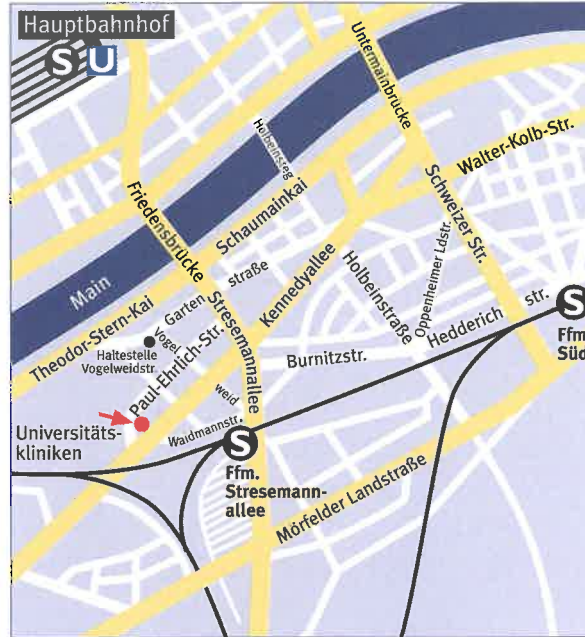 Hauptbahnhof
S U
Untermainbrücke
Holbeinsteg
Walter-Kolb-Str.
Friedensbrücke
Schaumainkai
Schweizer Str.
Main
Theodor-Stern-Kai
Garten
straße
Kennedyallee
Holbeinstraße
Oppenheimer Ldstr.
Stresemannallee
Vogel
weid
Haltestelle
Vogelweidstr.
Paul-Ehrlich-Str.
Burnitzstr.
Hedderich
str.
S
Ffm.
Süd
Universitäts-
kliniken
Waidmannstr.
S
Ffm.
Stresemann-
allee
Mörfelder Landstraße